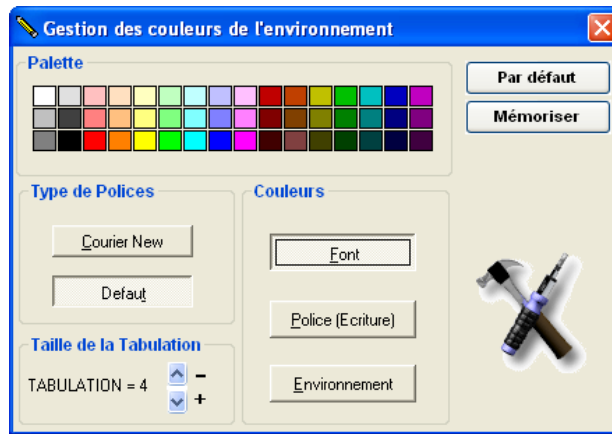 Gestion des couleurs de l'environnement
Palette
Par défaut
Mémoriser
Type de Polices
Courier New
Defaut
Couleurs
Font
Police (Ecriture)
Environnement
Taille de la Tabulation
TABULATION = 4
-
+